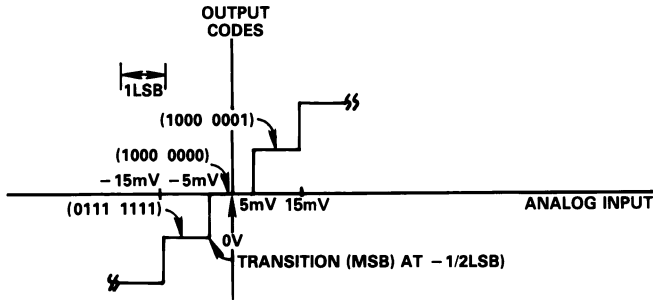 OUTPUT
CODES
1LSB
(1000 0001)
(1000 0000)
−15mV −5mV
5mV 15mV
ANALOG INPUT
(0111 1111)
0V
TRANSITION (MSB) AT −1/2LSB)